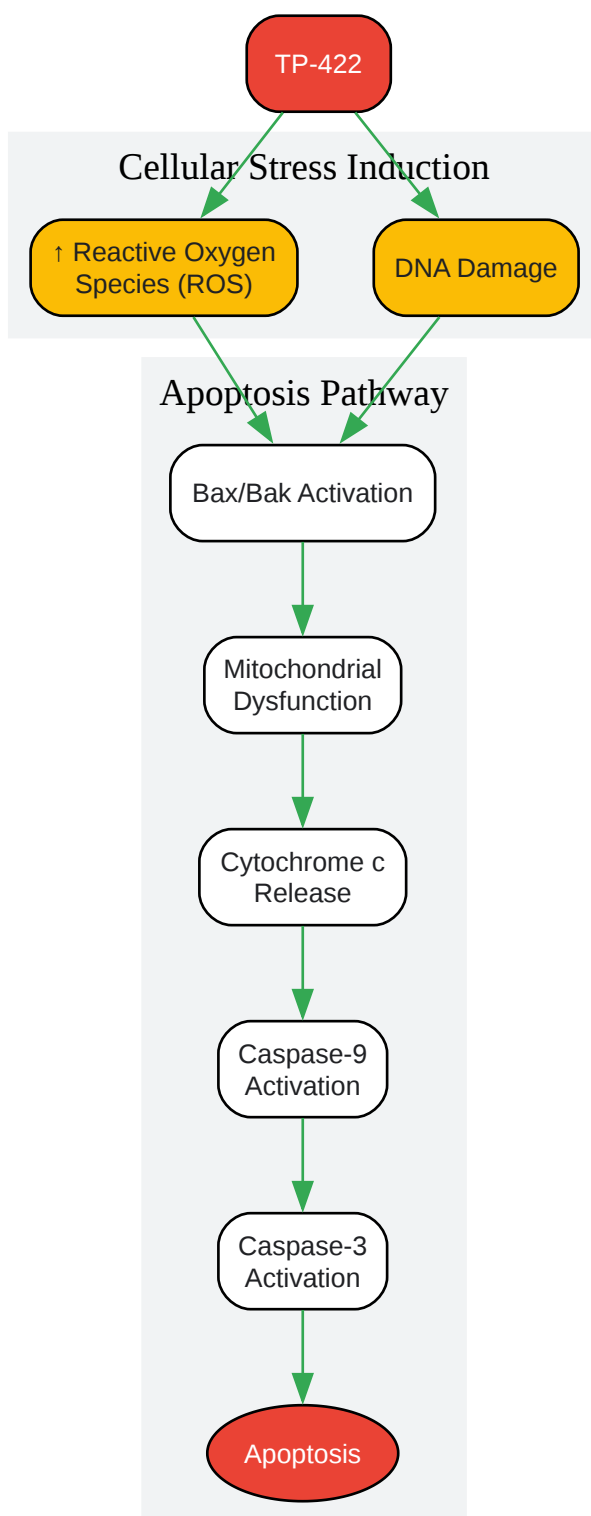 TP-422
Cellular Stress Induction
↑ Reactive Oxygen
Species (ROS)
DNA Damage
Apoptosis Pathway
Bax/Bak Activation
Mitochondrial
Dysfunction
Cytochrome c
Release
Caspase-9
Activation
Caspase-3
Activation
Apoptosis